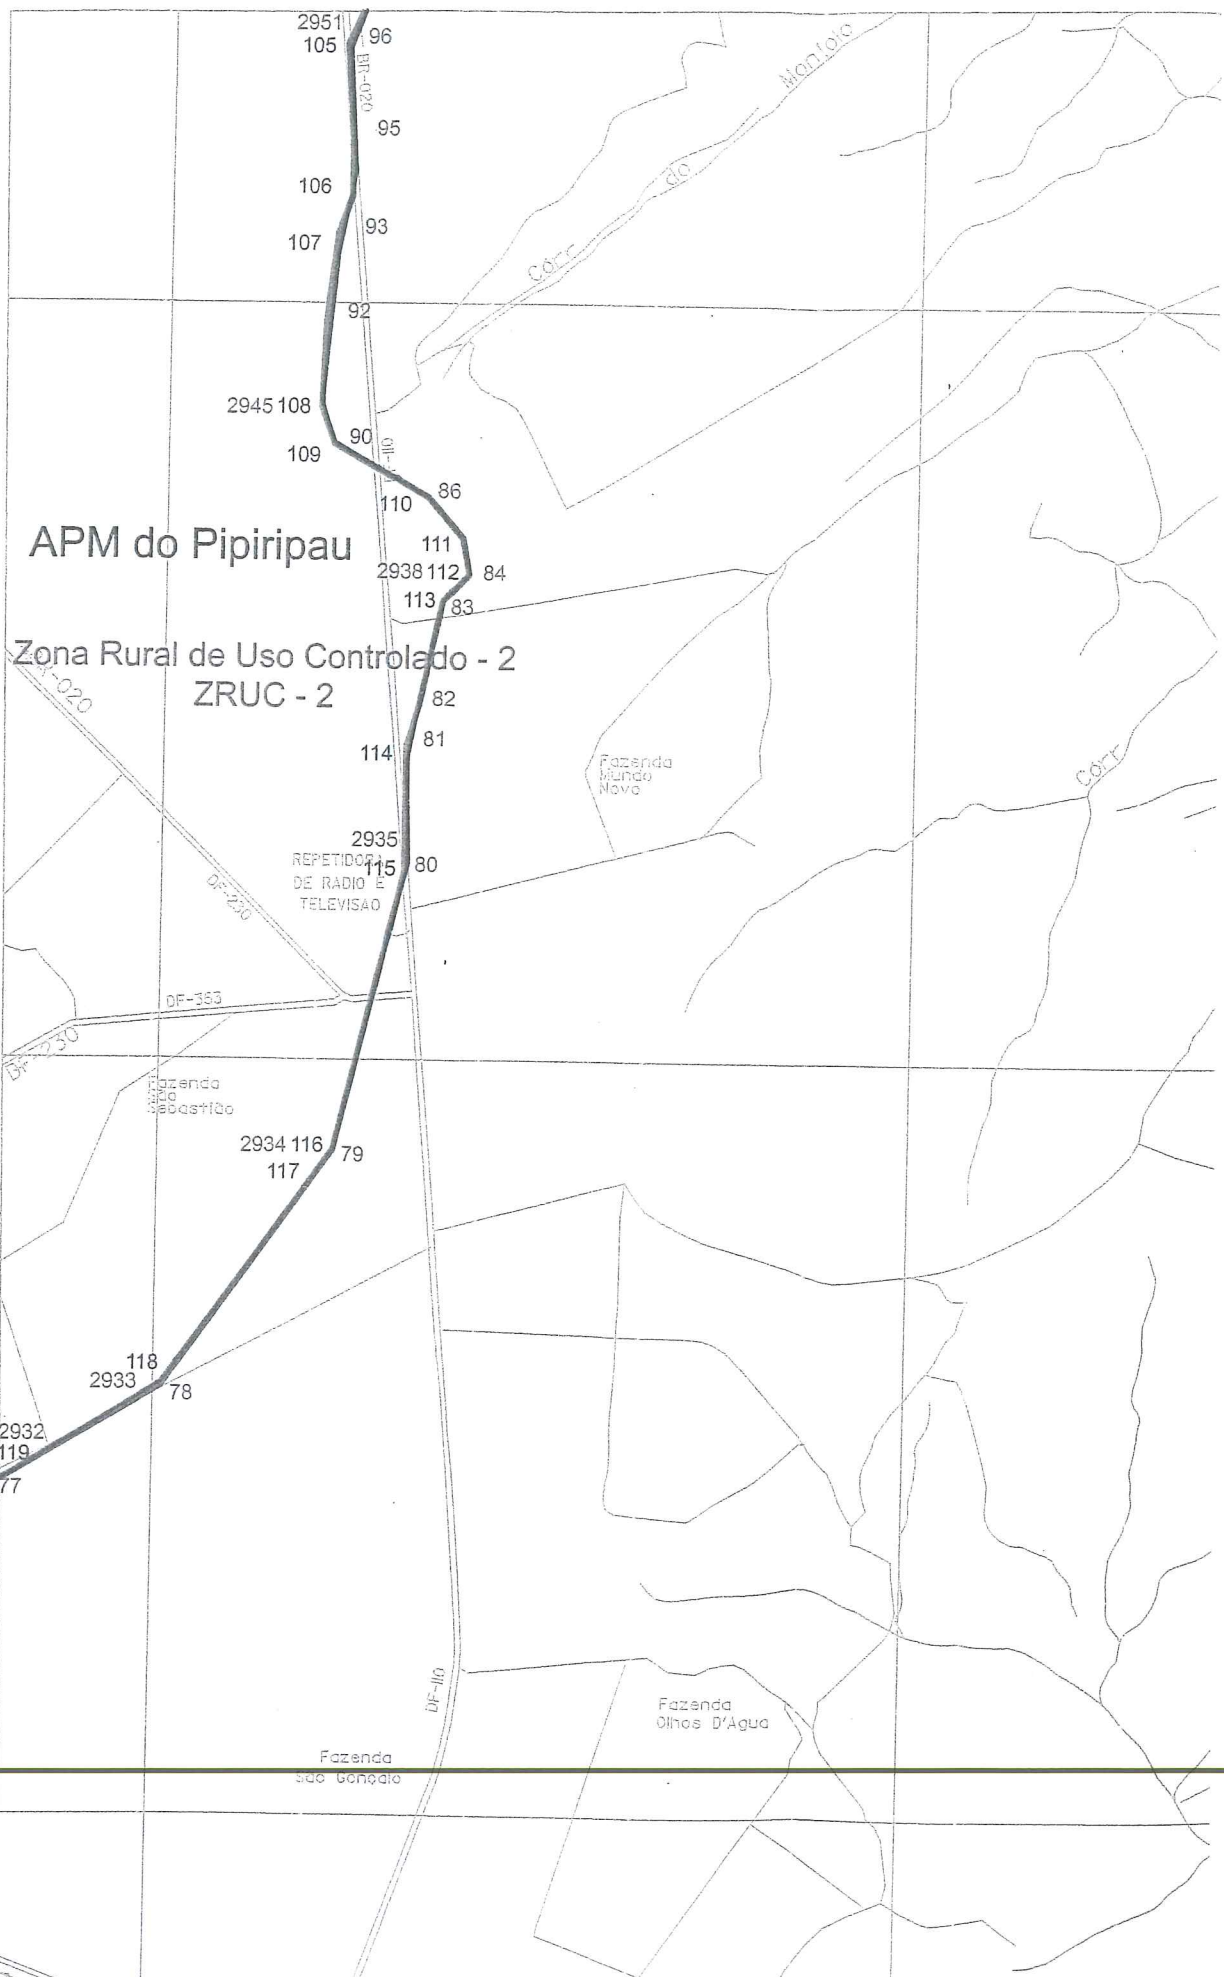 2951
105
96
BR-020
95
106
107
93
92
Córr do Monjolo
2945 108
90
109
110
86
111
2938 112
84
113
83
APM do Pipiripau
Zona Rural de Uso Controlado - 2
ZRUC - 2
82
81
114
Fazenda
Mundo
Novo
Córr
2935
115
80
REPETIDORA
DE RADIO E
TELEVISAO
DF-230
DF-353
DF-230
Fazenda
São
Sebastião
2934 116
117
79
118
2933
78
2932
119
77
DF-110
Fazenda
Olhos D'Agua
Fazenda
São Gonçalo